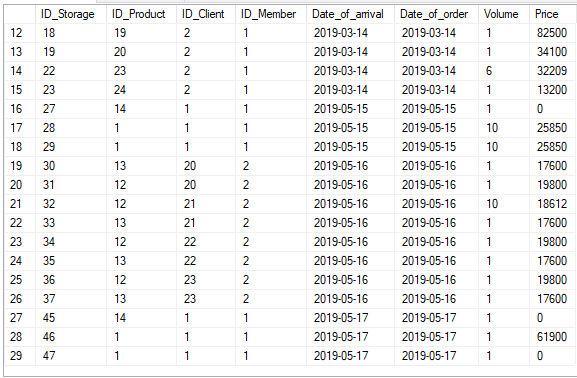 ID_Storage ID_Product ID_Client ID_Member Date_of_arrival Date_of_order Volume Price
12 18 19 2 1 2019-03-14 2019-03-14 1 82500
13 19 20 2 1 2019-03-14 2019-03-14 1 34100
14 22 23 2 1 2019-03-14 2019-03-14 6 32209
15 23 24 2 1 2019-03-14 2019-03-14 1 13200
16 27 14 1 1 2019-05-15 2019-05-15 1 0
17 28 1 1 1 2019-05-15 2019-05-15 10 25850
18 29 1 1 1 2019-05-15 2019-05-15 10 25850
19 30 13 20 2 2019-05-16 2019-05-16 1 17600
20 31 12 20 2 2019-05-16 2019-05-16 1 19800
21 32 12 21 2 2019-05-16 2019-05-16 10 18612
22 33 13 21 2 2019-05-16 2019-05-16 1 17600
23 34 12 22 2 2019-05-16 2019-05-16 1 19800
24 35 13 22 2 2019-05-16 2019-05-16 1 17600
25 36 12 23 2 2019-05-16 2019-05-16 1 19800
26 37 13 23 2 2019-05-16 2019-05-16 1 17600
27 45 14 1 1 2019-05-17 2019-05-17 1 0
28 46 1 1 1 2019-05-17 2019-05-17 1 61900
29 47 1 1 1 2019-05-17 2019-05-17 1 0